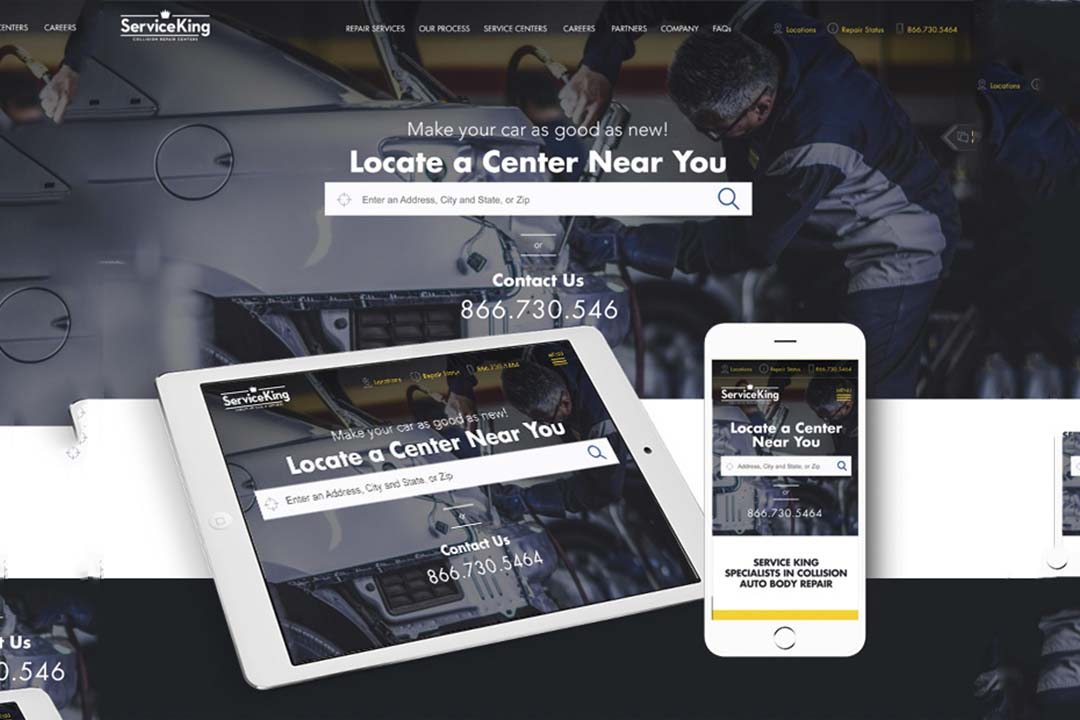 CENTERS CAREERS
ServiceKing
COLLISION REPAIR CENTERS
REPAIR SERVICES OUR PROCESS SERVICE CENTERS CAREERS PARTNERS COMPANY FAQs
Locations Repair Status 866.730.5464
Locations
Make your car as good as new!
Locate a Center Near You
Enter an Address, City and State, or Zip
or
Contact Us
866.730.546
Locations Repair Status 866.730.5464
MENU
ServiceKing
Make your car as good as new!
Locate a Center Near You
Enter an Address, City and State, or Zip
or
Contact Us
866.730.5464
Locations Repair Status 866.730.5464
ServiceKing
MENU
Locate a Center
Near You
Address, City and State, or Zip
or
866.730.5464
SERVICE KING
SPECIALISTS IN COLLISION
AUTO BODY REPAIR
t Us
0.546